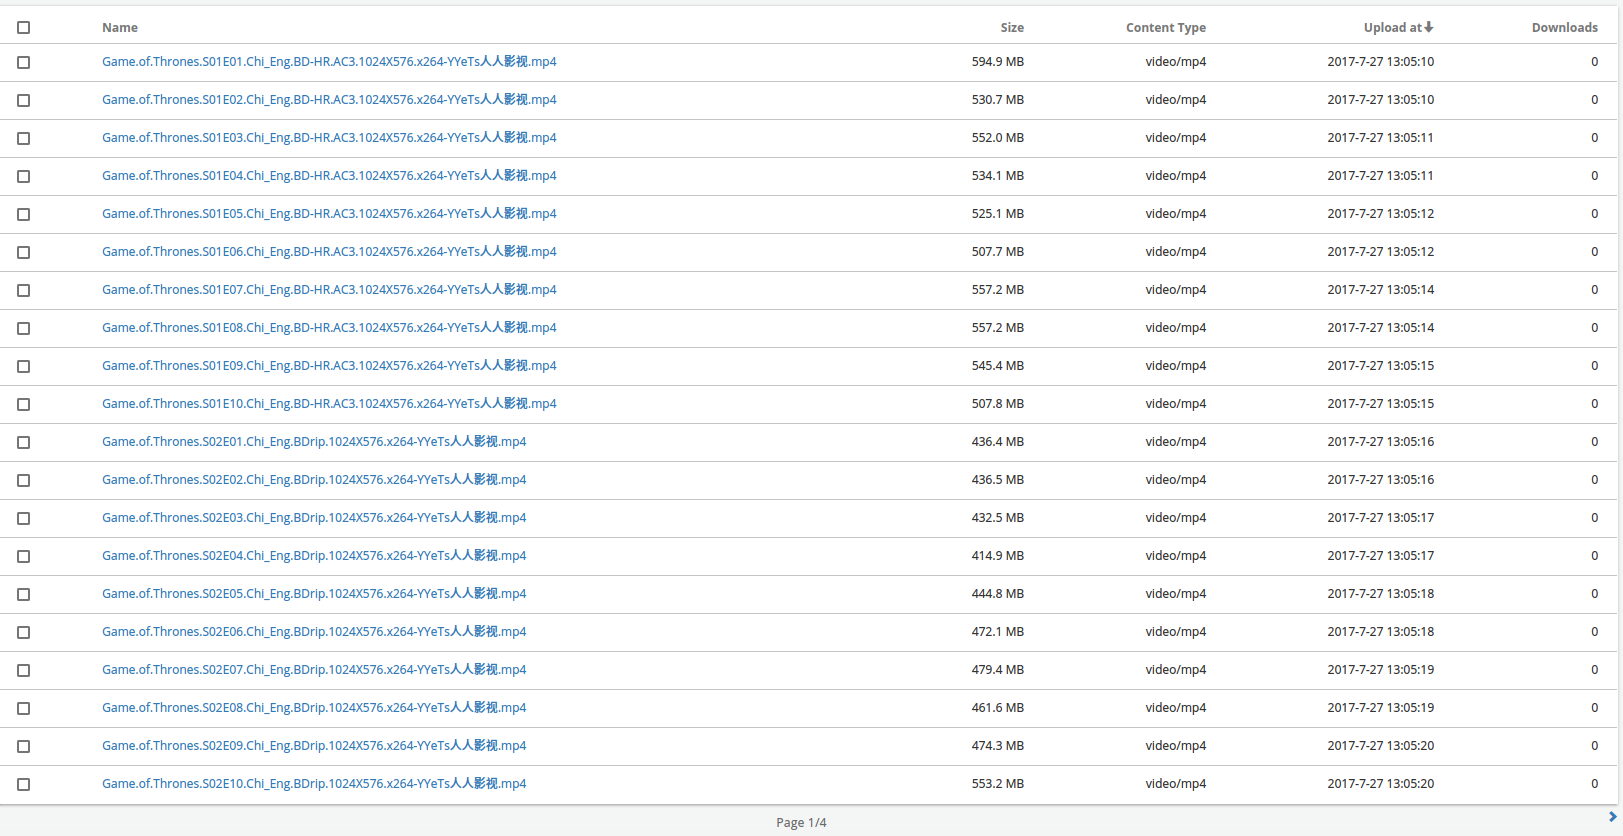 Name Size Content Type Upload at Downloads
Game.of.Thrones.S01E01.Chi_Eng.BD-HR.AC3.1024X576.x264-YYeTs人人影视.mp4 594.9 MB video/mp4 2017-7-27 13:05:10 0
Game.of.Thrones.S01E02.Chi_Eng.BD-HR.AC3.1024X576.x264-YYeTs人人影视.mp4 530.7 MB video/mp4 2017-7-27 13:05:10 0
Game.of.Thrones.S01E03.Chi_Eng.BD-HR.AC3.1024X576.x264-YYeTs人人影视.mp4 552.0 MB video/mp4 2017-7-27 13:05:11 0
Game.of.Thrones.S01E04.Chi_Eng.BD-HR.AC3.1024X576.x264-YYeTs人人影视.mp4 534.1 MB video/mp4 2017-7-27 13:05:11 0
Game.of.Thrones.S01E05.Chi_Eng.BD-HR.AC3.1024X576.x264-YYeTs人人影视.mp4 525.1 MB video/mp4 2017-7-27 13:05:12 0
Game.of.Thrones.S01E06.Chi_Eng.BD-HR.AC3.1024X576.x264-YYeTs人人影视.mp4 507.7 MB video/mp4 2017-7-27 13:05:12 0
Game.of.Thrones.S01E07.Chi_Eng.BD-HR.AC3.1024X576.x264-YYeTs人人影视.mp4 557.2 MB video/mp4 2017-7-27 13:05:14 0
Game.of.Thrones.S01E08.Chi_Eng.BD-HR.AC3.1024X576.x264-YYeTs人人影视.mp4 557.2 MB video/mp4 2017-7-27 13:05:14 0
Game.of.Thrones.S01E09.Chi_Eng.BD-HR.AC3.1024X576.x264-YYeTs人人影视.mp4 545.4 MB video/mp4 2017-7-27 13:05:15 0
Game.of.Thrones.S01E10.Chi_Eng.BD-HR.AC3.1024X576.x264-YYeTs人人影视.mp4 507.8 MB video/mp4 2017-7-27 13:05:15 0
Game.of.Thrones.S02E01.Chi_Eng.BDrip.1024X576.x264-YYeTs人人影视.mp4 436.4 MB video/mp4 2017-7-27 13:05:16 0
Game.of.Thrones.S02E02.Chi_Eng.BDrip.1024X576.x264-YYeTs人人影视.mp4 436.5 MB video/mp4 2017-7-27 13:05:16 0
Game.of.Thrones.S02E03.Chi_Eng.BDrip.1024X576.x264-YYeTs人人影视.mp4 432.5 MB video/mp4 2017-7-27 13:05:17 0
Game.of.Thrones.S02E04.Chi_Eng.BDrip.1024X576.x264-YYeTs人人影视.mp4 414.9 MB video/mp4 2017-7-27 13:05:17 0
Game.of.Thrones.S02E05.Chi_Eng.BDrip.1024X576.x264-YYeTs人人影视.mp4 444.8 MB video/mp4 2017-7-27 13:05:18 0
Game.of.Thrones.S02E06.Chi_Eng.BDrip.1024X576.x264-YYeTs人人影视.mp4 472.1 MB video/mp4 2017-7-27 13:05:18 0
Game.of.Thrones.S02E07.Chi_Eng.BDrip.1024X576.x264-YYeTs人人影视.mp4 479.4 MB video/mp4 2017-7-27 13:05:19 0
Game.of.Thrones.S02E08.Chi_Eng.BDrip.1024X576.x264-YYeTs人人影视.mp4 461.6 MB video/mp4 2017-7-27 13:05:19 0
Game.of.Thrones.S02E09.Chi_Eng.BDrip.1024X576.x264-YYeTs人人影视.mp4 474.3 MB video/mp4 2017-7-27 13:05:20 0
Game.of.Thrones.S02E10.Chi_Eng.BDrip.1024X576.x264-YYeTs人人影视.mp4 553.2 MB video/mp4 2017-7-27 13:05:20 0
Page 1/4